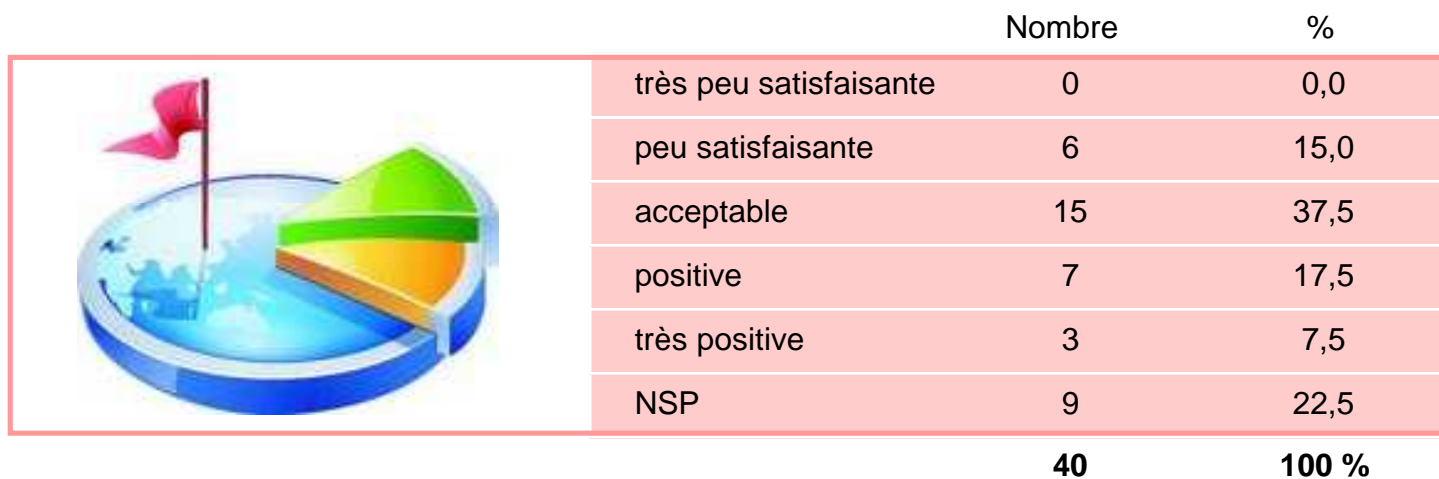 Nombre %
très peu satisfaisante 0 0,0
peu satisfaisante 6 15,0
acceptable 15 37,5
positive 7 17,5
très positive 3 7,5
NSP 9 22,5
40 100 %